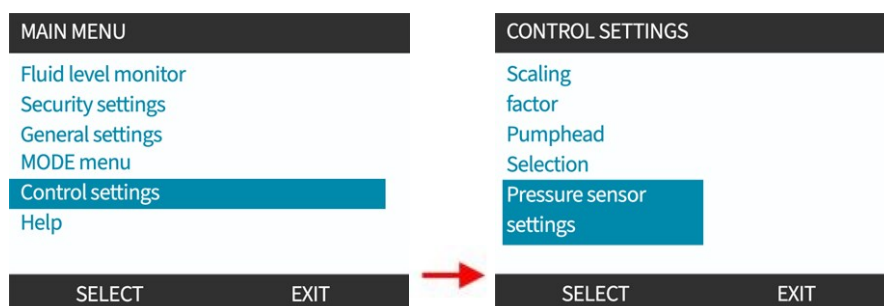 MAIN MENU
Fluid level monitor
Security settings
General settings
MODE menu
Control settings
Help
SELECT EXIT
CONTROL SETTINGS
Scaling
factor
Pumphead
Selection
Pressure sensor
settings
SELECT EXIT